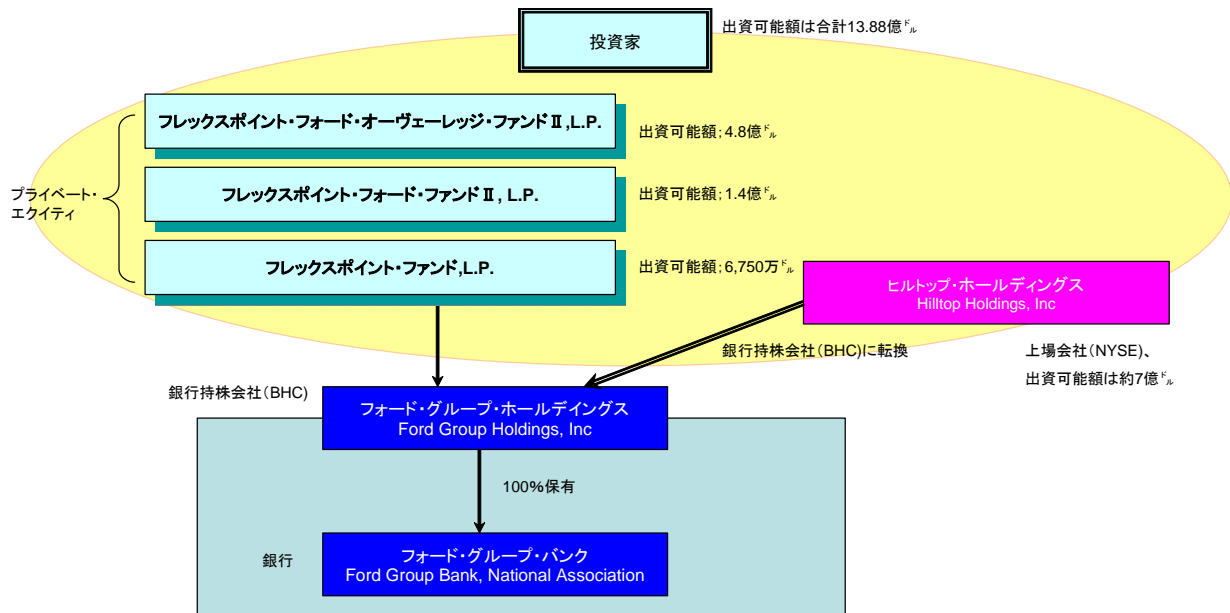 投資家
出資可能額は合計13.88億㌦
フレックスポイント・フォード・オーヴェーレッジ・ファンドⅡ,L.P.
出資可能額;4.8億㌦
プライベート・
エクイティ
フレックスポイント・フォード・ファンドⅡ, L.P.
出資可能額;1.4億㌦
フレックスポイント・ファンド,L.P.
出資可能額;6,750万㌦
ヒルトップ・ホールディングス
Hilltop Holdings, Inc
銀行持株会社(BHC)に転換
上場会社(NYSE)、
出資可能額は約7億㌦
銀行持株会社(BHC)
フォード・グループ・ホールデイングス
Ford Group Holdings, Inc
100%保有
銀行
フォード・グループ・バンク
Ford Group Bank, National Association